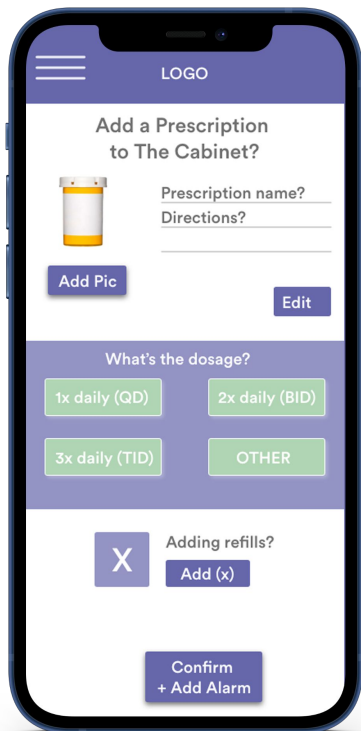 LOGO
Add a Prescription
to The Cabinet?
Prescription name?
Directions?
Add Pic
Edit
What's the dosage?
1x daily (QD)
2x daily (BID)
3x daily (TID)
OTHER
X
Adding refills?
Add (x)
Confirm
+ Add Alarm